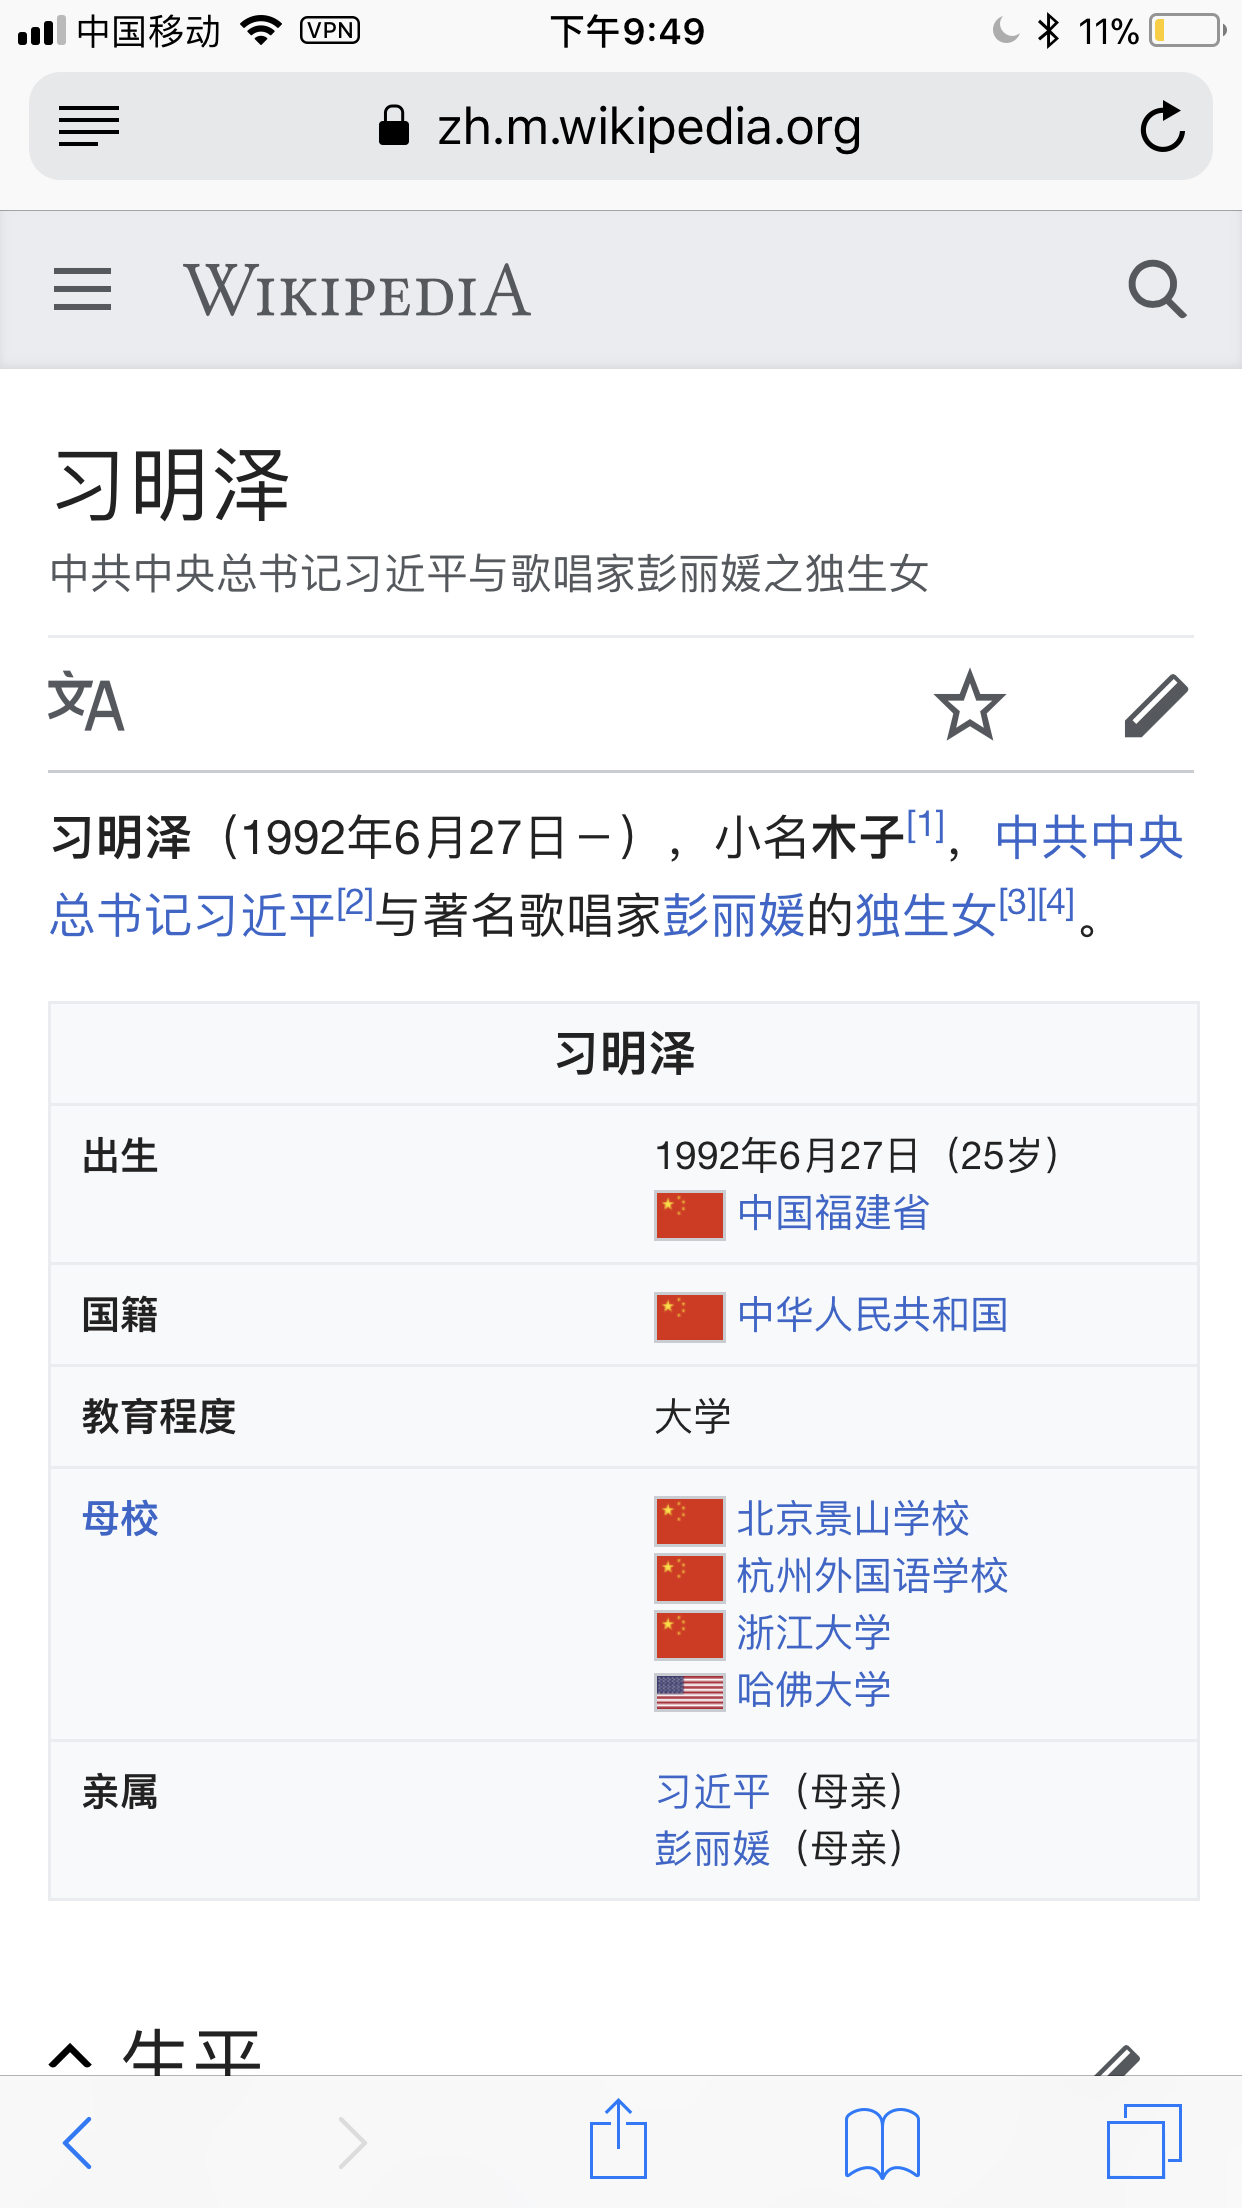 中国移动 VPN 下午9:49 11%
zh.m.wikipedia.org
WIKIPEDIA
习明泽
中共中央总书记习近平与歌唱家彭丽媛之独生女
文A
习明泽（1992年6月27日－），小名木子[1]，中共中央
总书记习近平[2]与著名歌唱家彭丽媛的独生女[3][4]。
习明泽
出生 1992年6月27日（25岁）
中国福建省
国籍 中华人民共和国
教育程度 大学
母校 北京景山学校
杭州外国语学校
浙江大学
哈佛大学
亲属 习近平（母亲）
彭丽媛（母亲）
生平